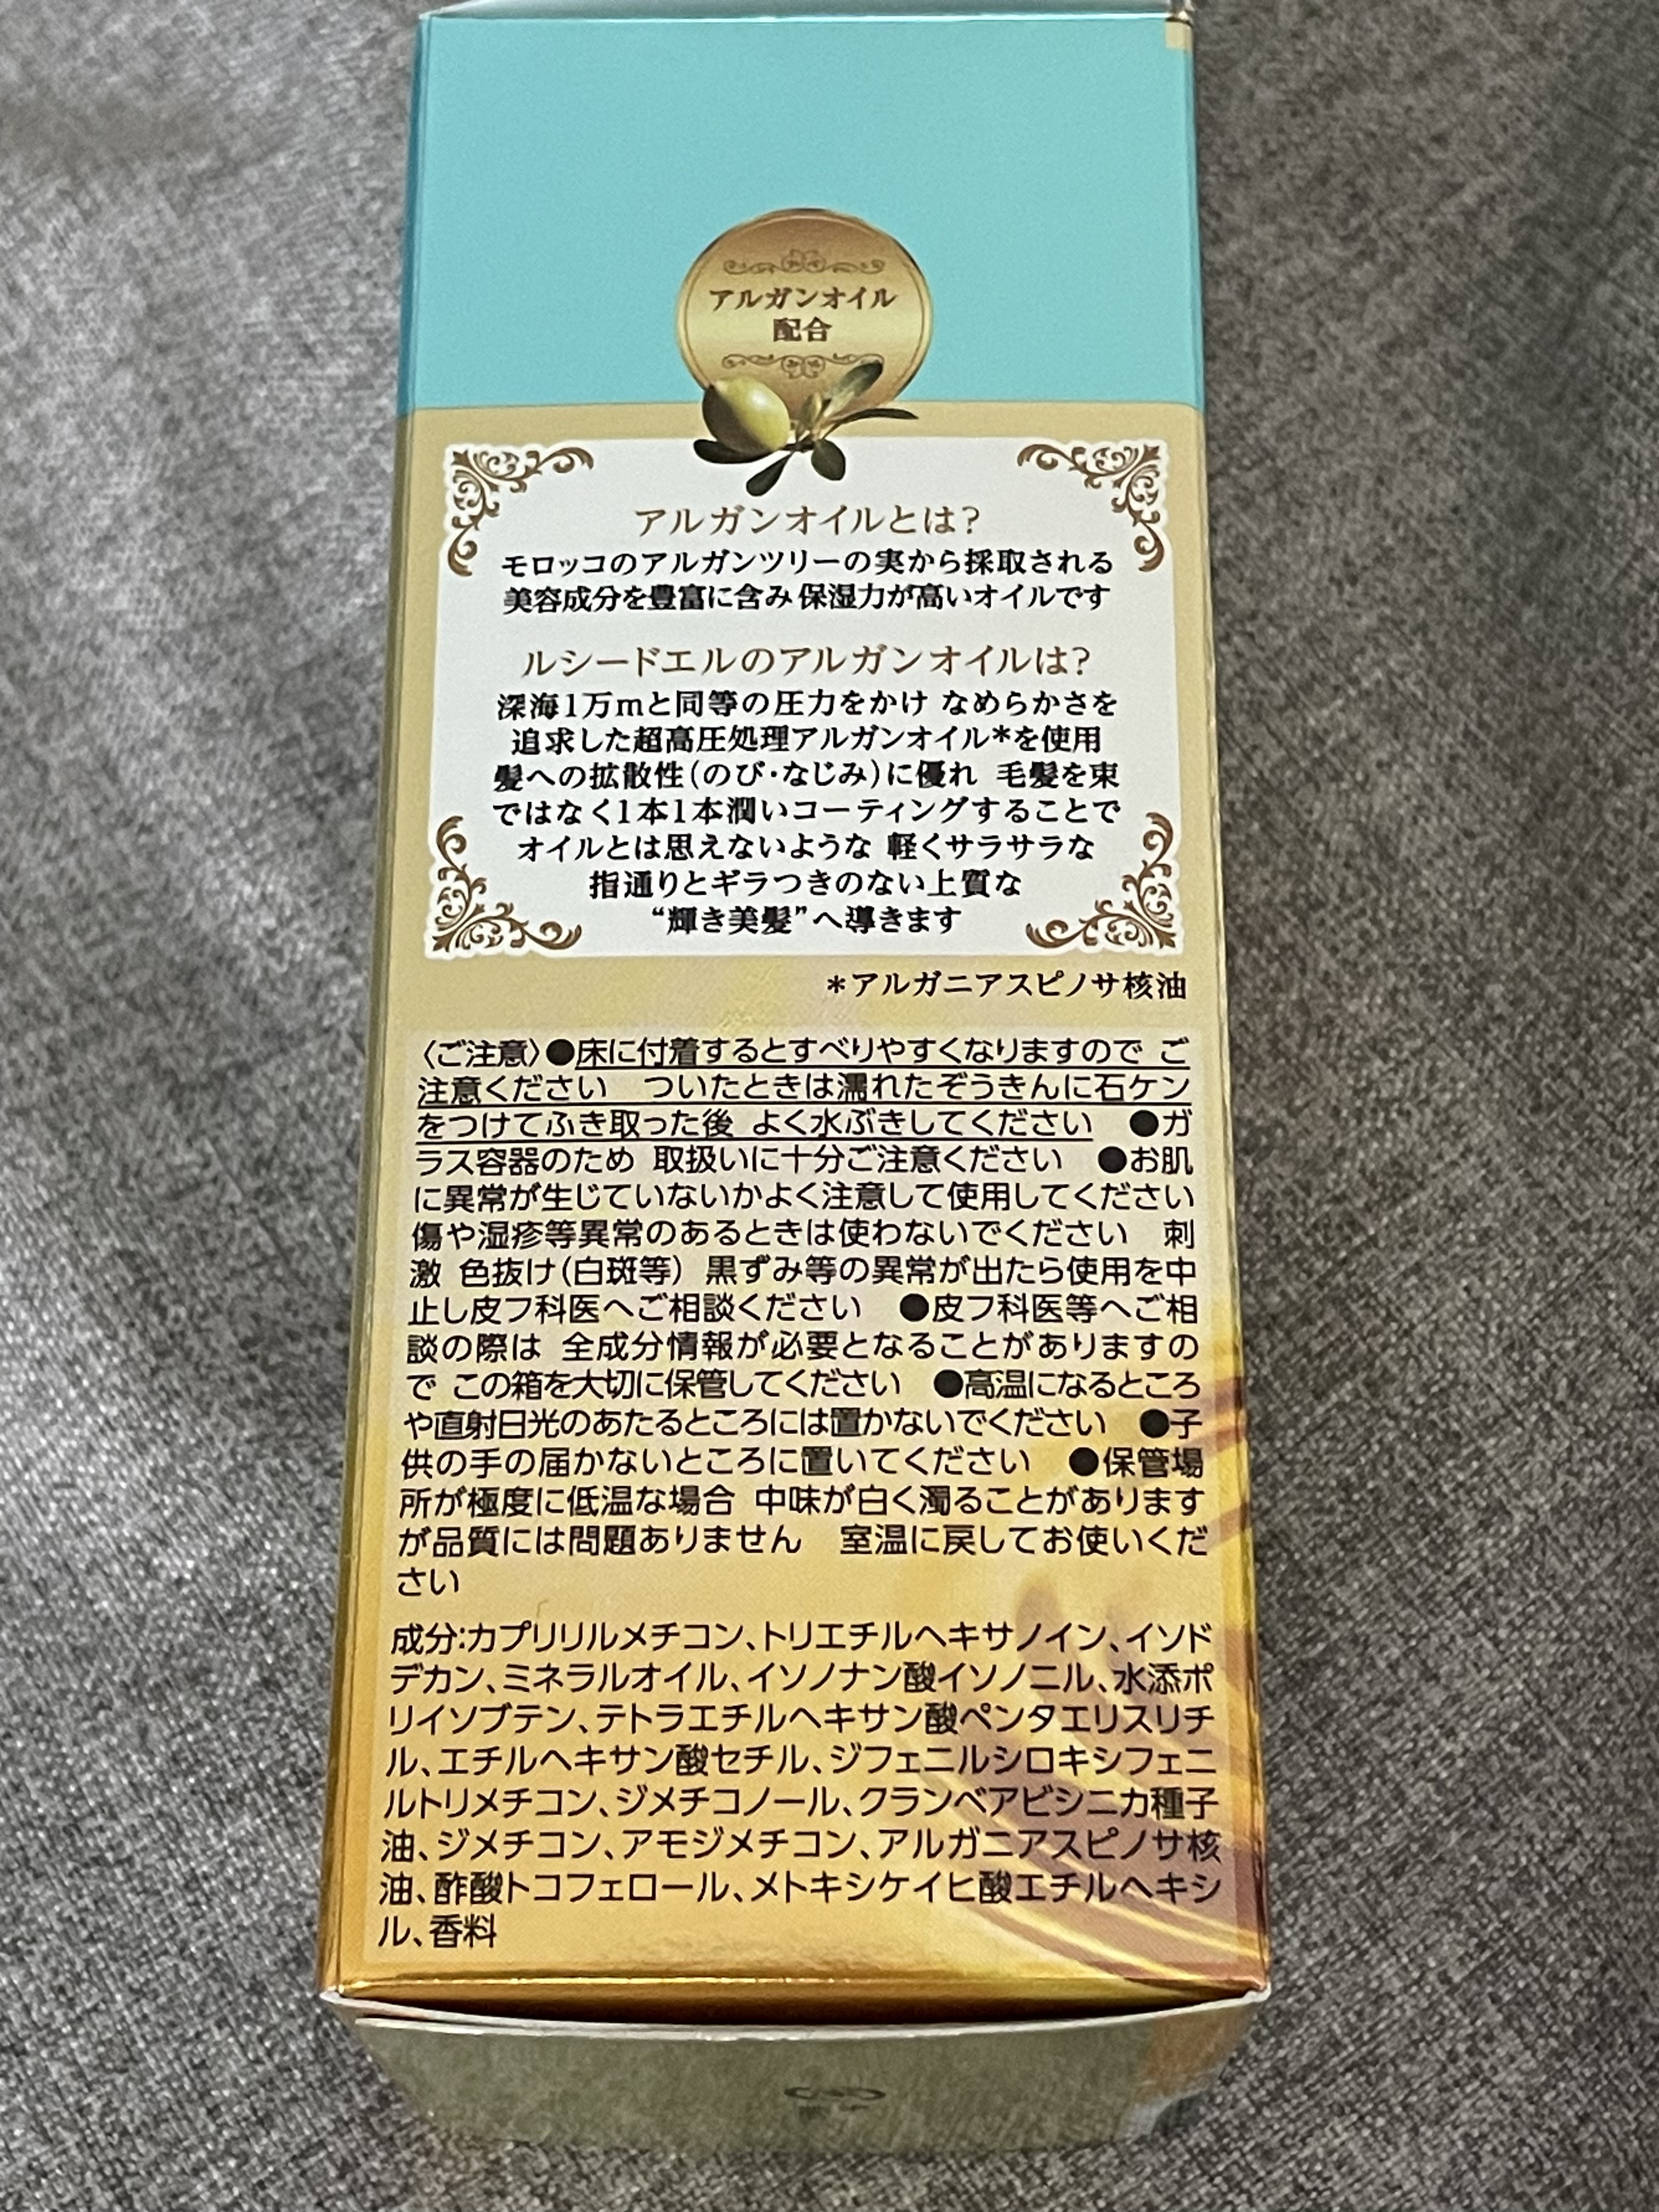 アルガンオイル
配合
アルガンオイルとは?
モロッコのアルガンツリーの実から採取される
美容成分を豊富に含み 保湿力が高いオイルです
ルシードエルのアルガンオイルは?
深海1万mと同等の圧力をかけ なめらかさを
追求した超高圧処理アルガンオイル*を使用
髪への拡散性(のび・なじみ)に優れ 毛髪を束
ではなく1本1本潤いコーティングすることで
オイルとは思えないような 軽くサラサラな
指通りとギラつきのない上質な
“輝き美髪”へ導きます
*アルガニアスピノサ核油
〈ご注意〉●床に付着するとすべりやすくなりますので ご
注意ください ついたときは濡れたぞうきんに石ケン
をつけてふき取った後 よく水ぶきしてください ●ガ
ラス容器のため 取扱いに十分ご注意ください ●お肌
に異常が生じていないかよく注意して使用してください
傷や湿疹等異常のあるときは使わないでください 刺
激 色抜け(白斑等) 黒ずみ等の異常が出たら使用を中
止し皮フ科医へご相談ください ●皮フ科医等へご相
談の際は 全成分情報が必要となることがありますの
で この箱を大切に保管してください ●高温になるところ
や直射日光のあたるところには置かないでください ●子
供の手の届かないところに置いてください ●保管場
所が極度に低温な場合 中味が白く濁ることがあります
が品質には問題ありません 室温に戻してお使いくだ
さい
成分:カプリリルメチコン、トリエチルヘキサノイン、イソド
デカン、ミネラルオイル、イソノナン酸イソノニル、水添ポ
リイソブテン、テトラエチルヘキサン酸ペンタエリスリチ
ル、エチルヘキサン酸セチル、ジフェニルシロキシフェニ
ルトリメチコン、ジメチコノール、クランベアビシニカ種子
油、ジメチコン、アモジメチコン、アルガニアスピノサ核
油、酢酸トコフェロール、メトキシケイヒ酸エチルヘキシ
ル、香料